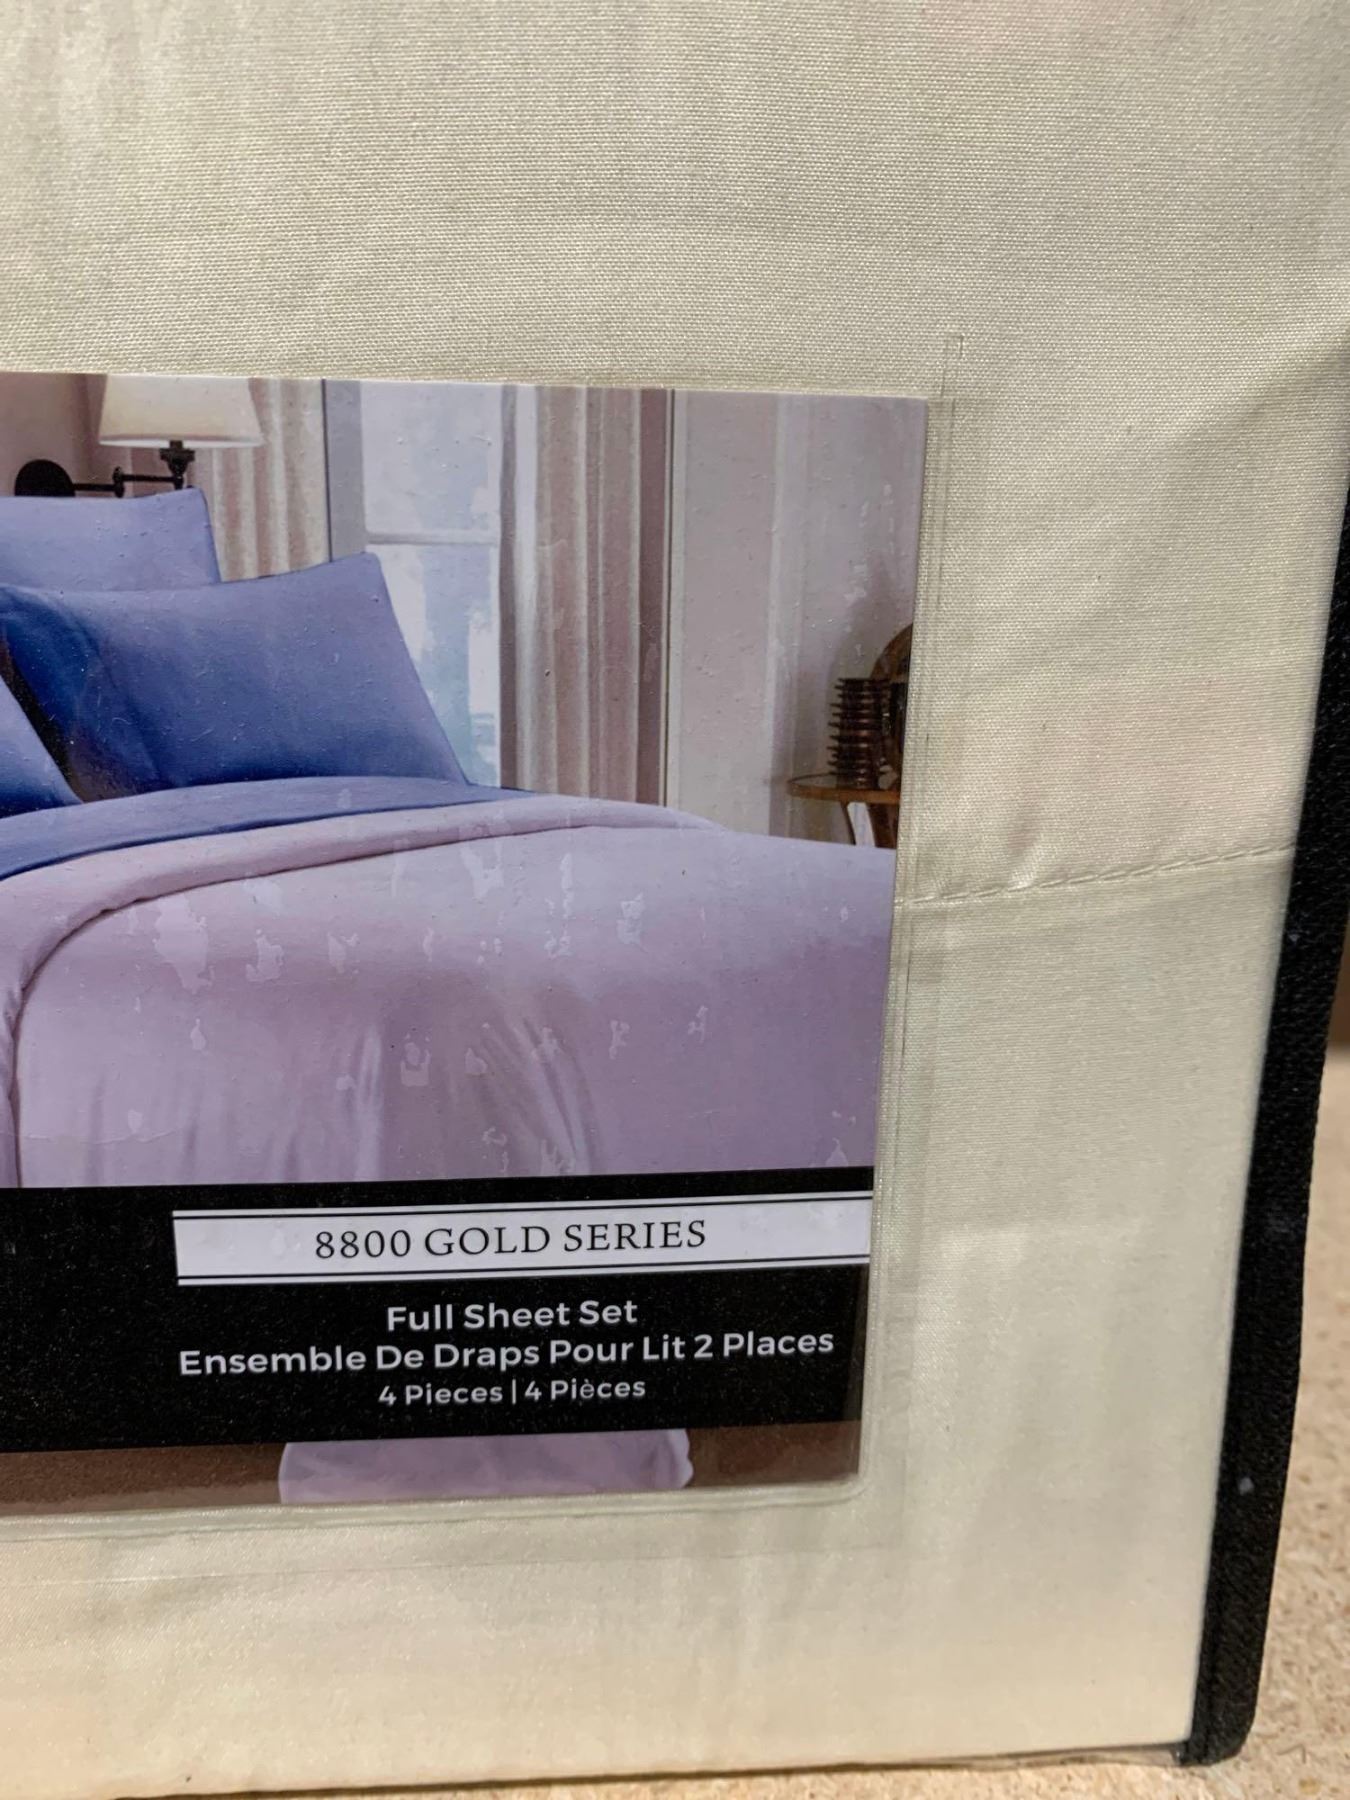 8800 GOLD SERIES
Full Sheet Set
Ensemble De Draps Pour Lit 2 Places
4 Pieces | 4 Pièces